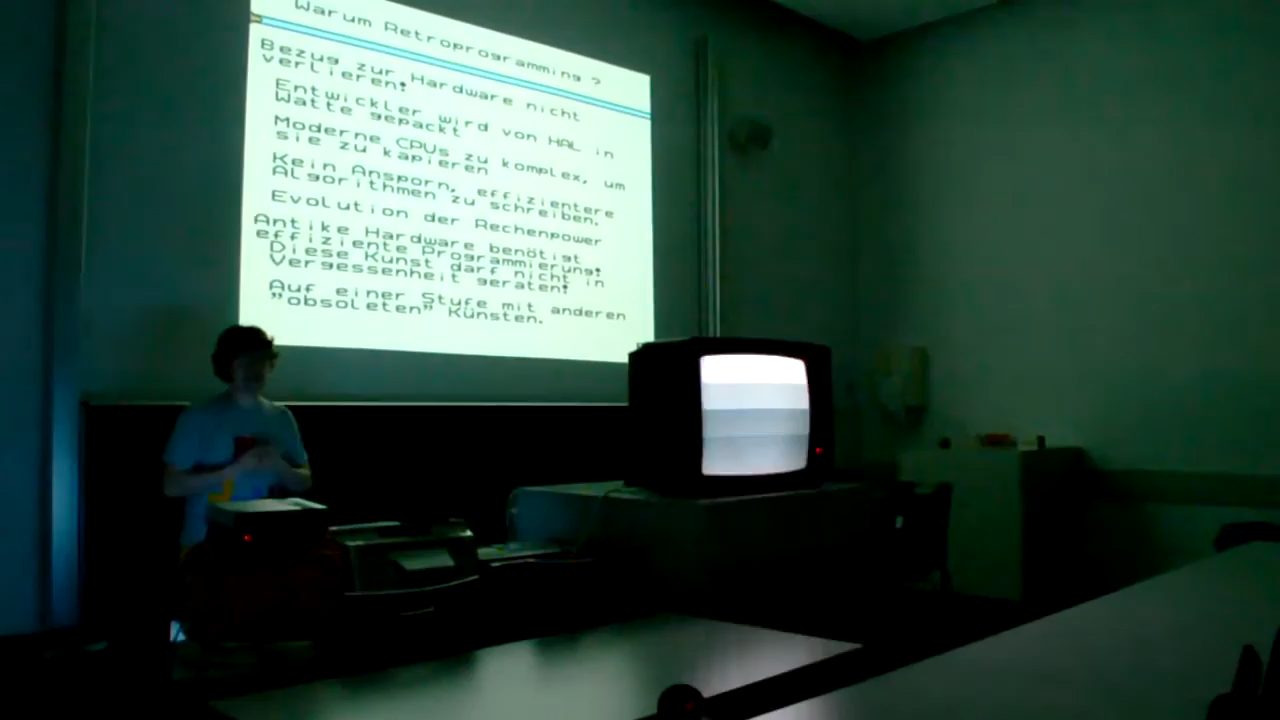 Warum Retroprogramming ?
Bezug zur Hardware nicht
verlieren!
Entwickler wird von HAL in
Watte gepackt
Moderne CPUs zu komplex, um
sie zu kapieren
Kein Ansporn, effizientere
Algorithmen zu schreiben,
Evolution der Rechenpower
Antike Hardware benötigt
effiziente Programmierung!
Diese Kunst darf nicht in
Vergessenheit geraten!
Auf einer Stufe mit anderen
"obsoleten" Künsten.